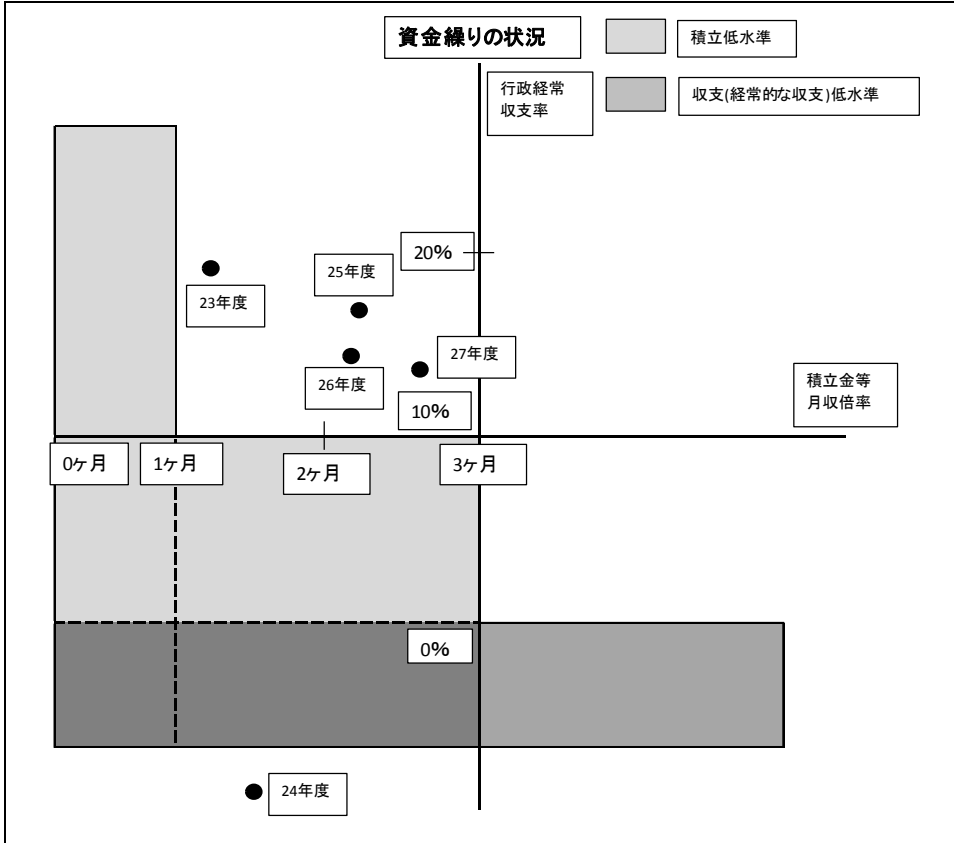 資金繰りの状況
積立低水準
行政経常
収支率
収支(経常的な収支)低水準
20%
25年度
23年度
27年度
26年度
10%
積立金等
月収倍率
0ヶ月
1ヶ月
2ヶ月
3ヶ月
0%
24年度